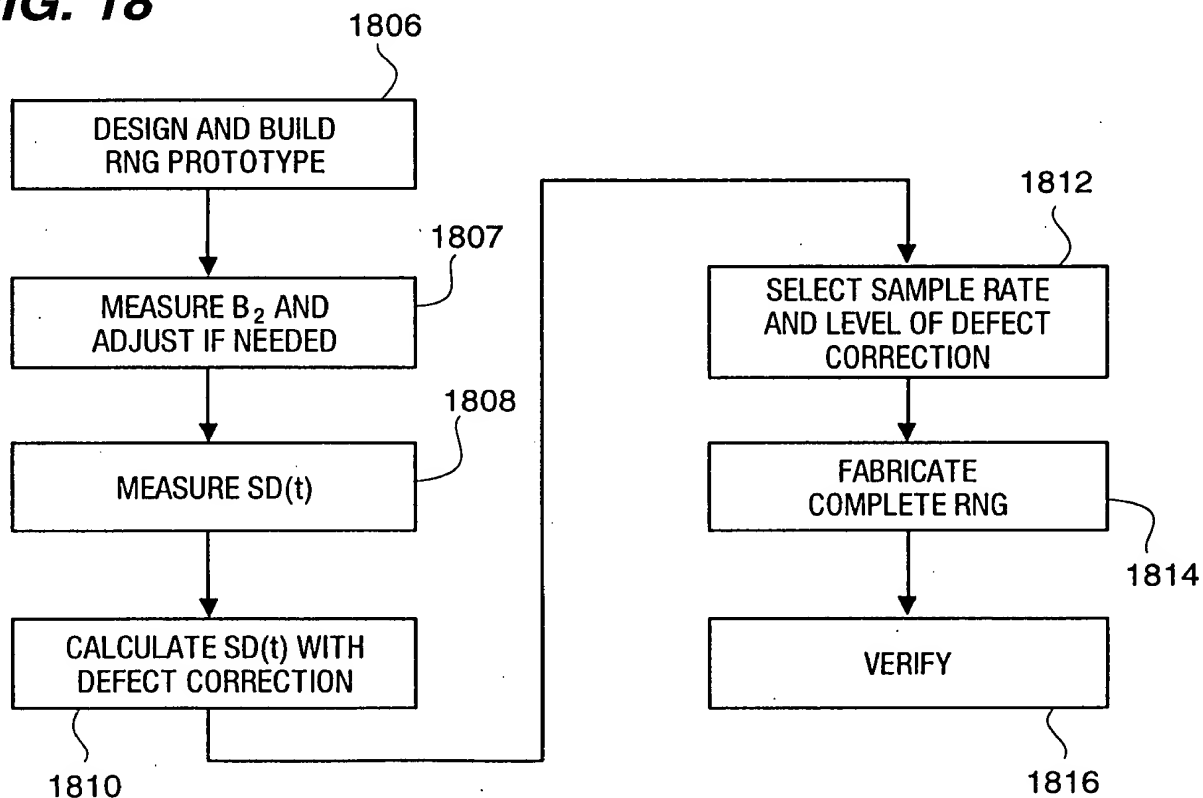 IG. 18
1806
DESIGN AND BUILD
RNG PROTOTYPE
1807
MEASURE B₂ AND
ADJUST IF NEEDED
1808
MEASURE SD(t)
CALCULATE SD(t) WITH
DEFECT CORRECTION
1810
1812
SELECT SAMPLE RATE
AND LEVEL OF DEFECT
CORRECTION
FABRICATE
COMPLETE RNG
1814
VERIFY
1816